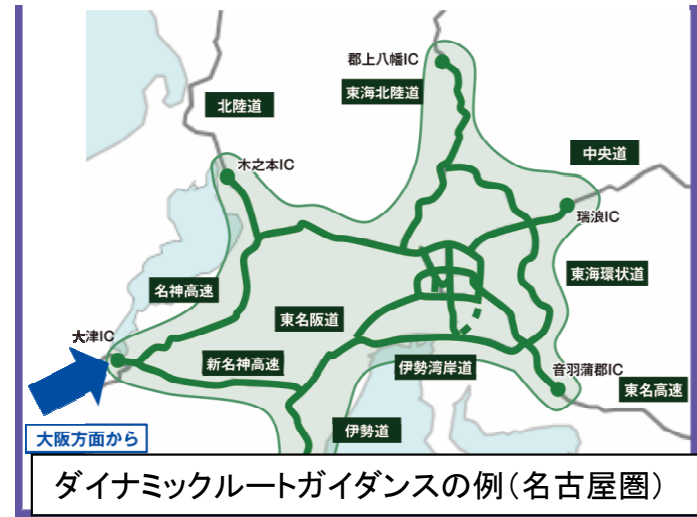 郡上八幡IC
東海北陸道
北陸道
中央道
木之本IC
瑞浪IC
東海環状道
名神高速
東名阪道
大津IC
新名神高速
伊勢湾岸道
音羽蒲郡IC
東名高速
伊勢道
大阪方面から
ダイナミックルートガイダンスの例(名古屋圏)